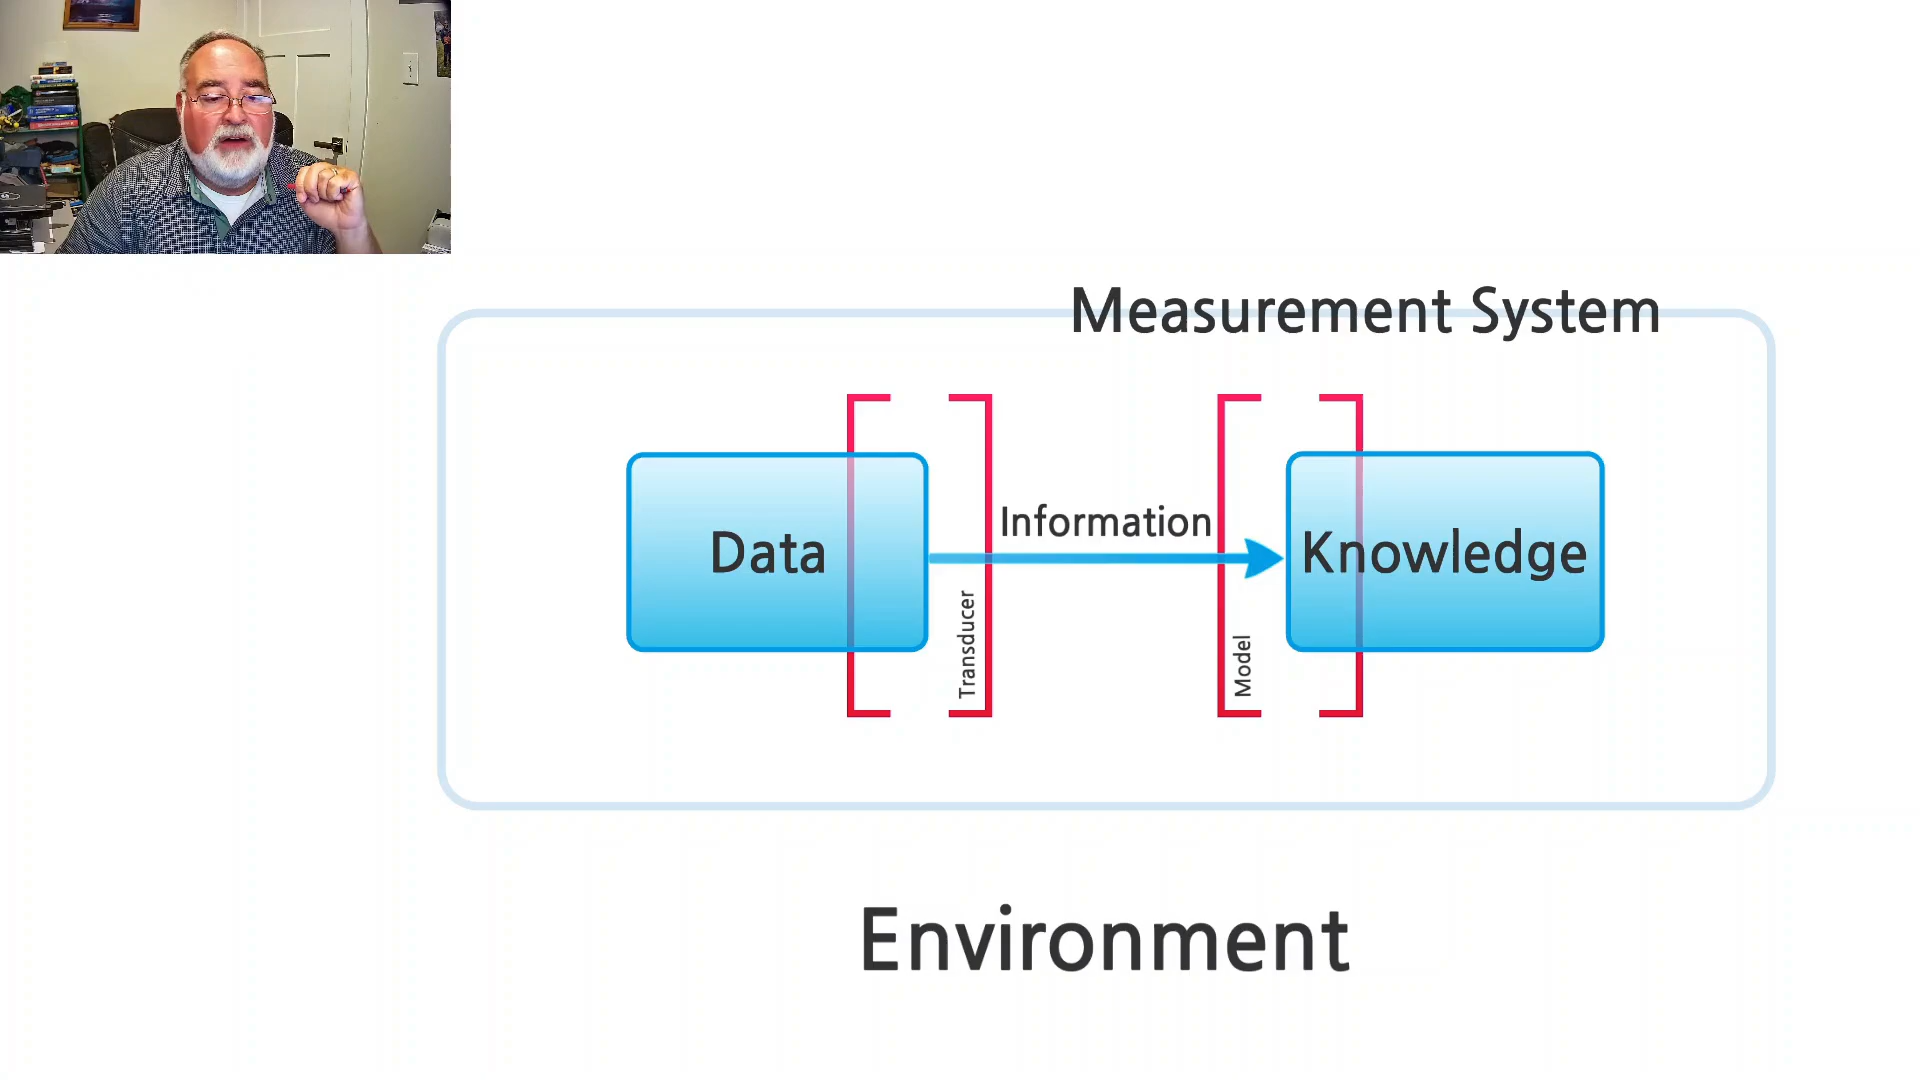 Measurement System
Data
Transducer
Information
Model
Knowledge
Environment